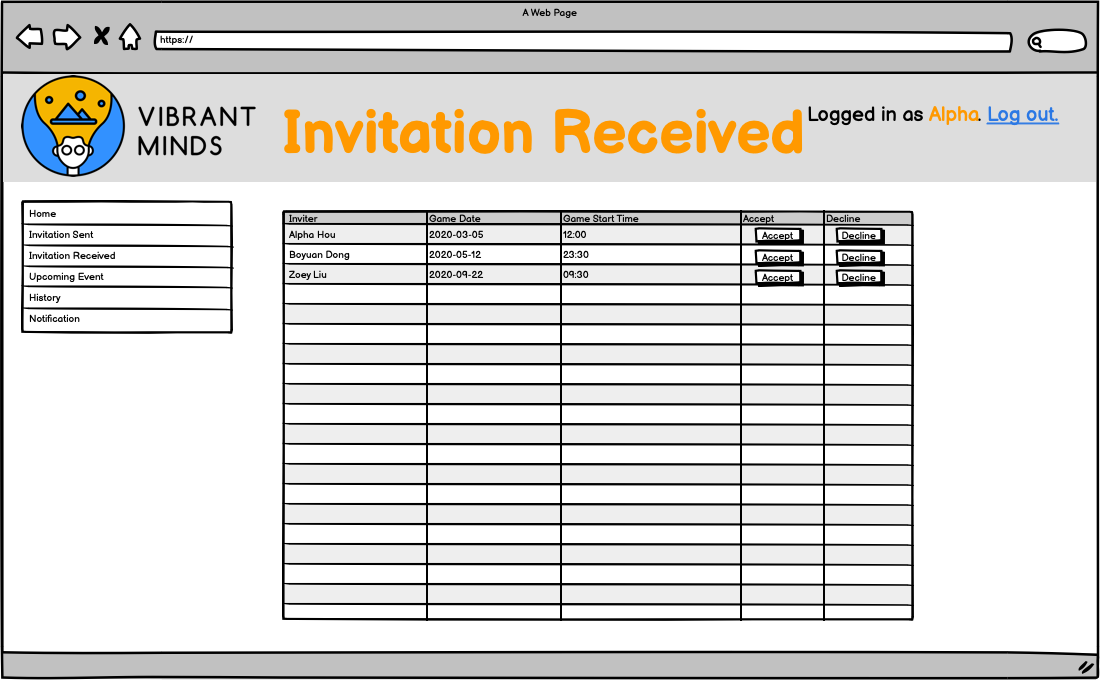 A Web Page
https://
VIBRANT
MINDS
Invitation Received
Logged in as Alpha. Log out.
Home
Invitation Sent
Invitation Received
Upcoming Event
History
Notification
Inviter Game Date Game Start Time Accept Decline
Alpha Hou 2020-03-05 12:00 Accept Decline
Boyuan Dong 2020-05-12 23:30 Accept Decline
Zoey Liu 2020-09-22 09:30 Accept Decline